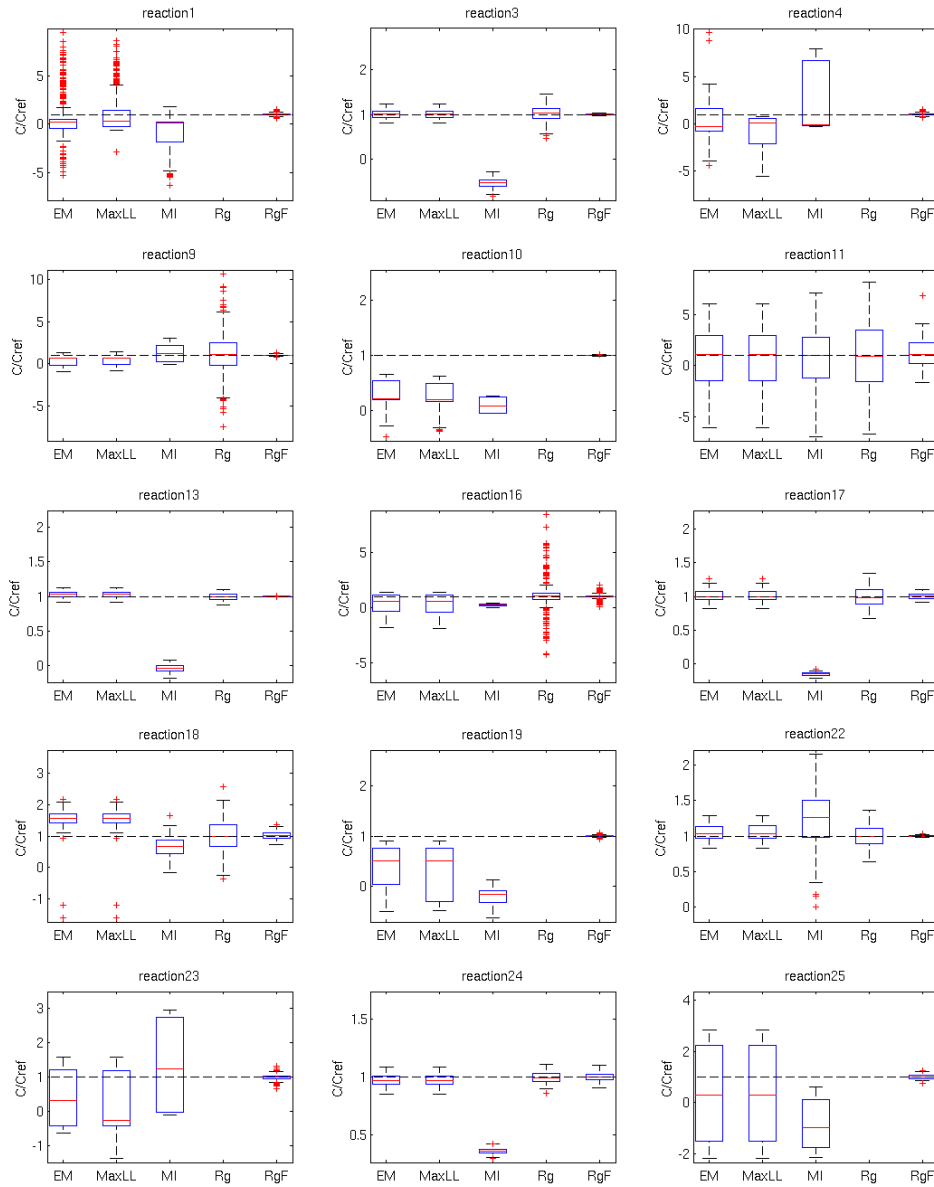 reaction1 reaction3 reaction4
C/Cref 5 0 -5
C/Cref 2 1 0
C/Cref 10 5 0 -5
EM MaxLL MI Rg RgF EM MaxLL MI Rg RgF EM MaxLL MI Rg RgF
reaction9 reaction10 reaction11
C/Cref 10 5 0 -5
C/Cref 2 1 0
C/Cref 5 0 -5
EM MaxLL MI Rg RgF EM MaxLL MI Rg RgF EM MaxLL MI Rg RgF
reaction13 reaction16 reaction17
C/Cref 2 1.5 1 0.5 0
C/Cref 5 0 -5
C/Cref 2 1.5 1 0.5 0
EM MaxLL MI Rg RgF EM MaxLL MI Rg RgF EM MaxLL MI Rg RgF
reaction18 reaction19 reaction22
C/Cref 3 2 1 0 -1
C/Cref 2 1 0
C/Cref 2 1.5 1 0.5 0
EM MaxLL MI Rg RgF EM MaxLL MI Rg RgF EM MaxLL MI Rg RgF
reaction23 reaction24 reaction25
C/Cref 3 2 1 0 -1
C/Cref 1.5 1 0.5
C/Cref 4 2 0 -2
EM MaxLL MI Rg RgF EM MaxLL MI Rg RgF EM MaxLL MI Rg RgF